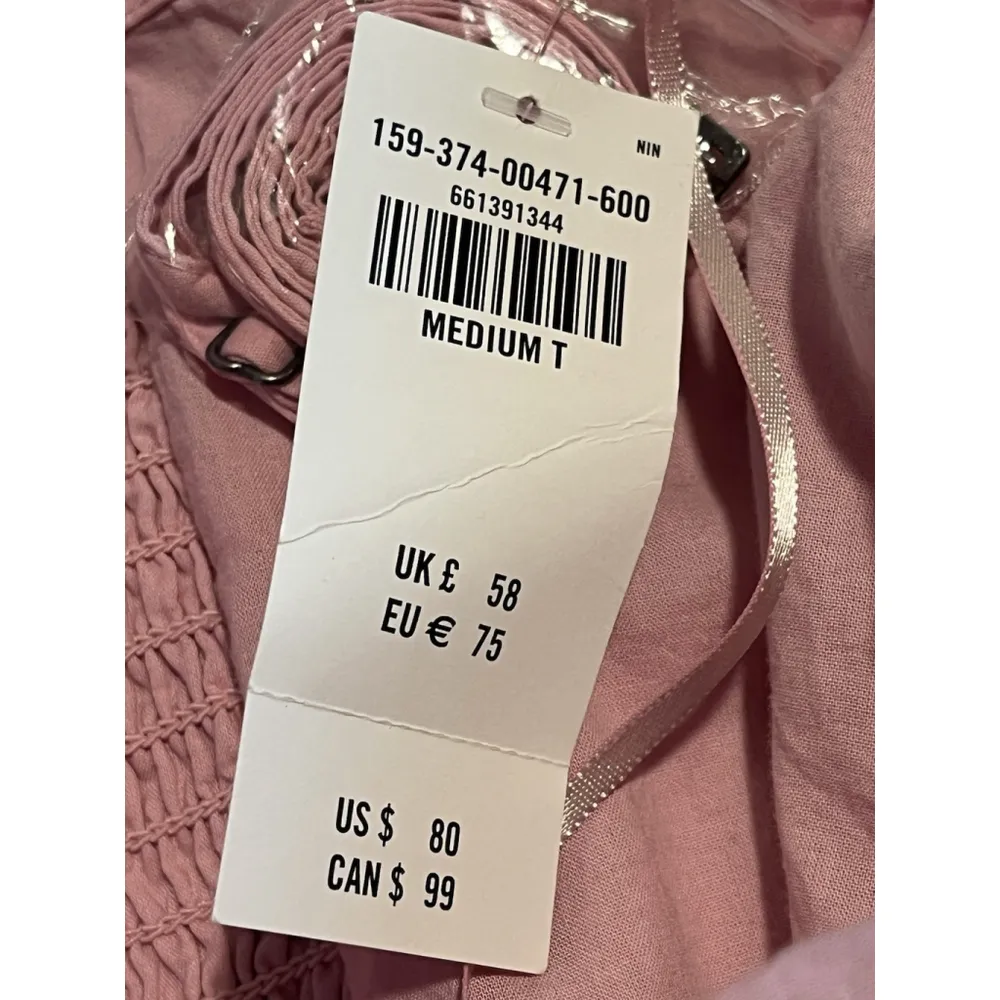 NIN
159-374-00471-600
661391344
MEDIUM T
UK £ 58
EU € 75
US $ 80
CAN $ 99